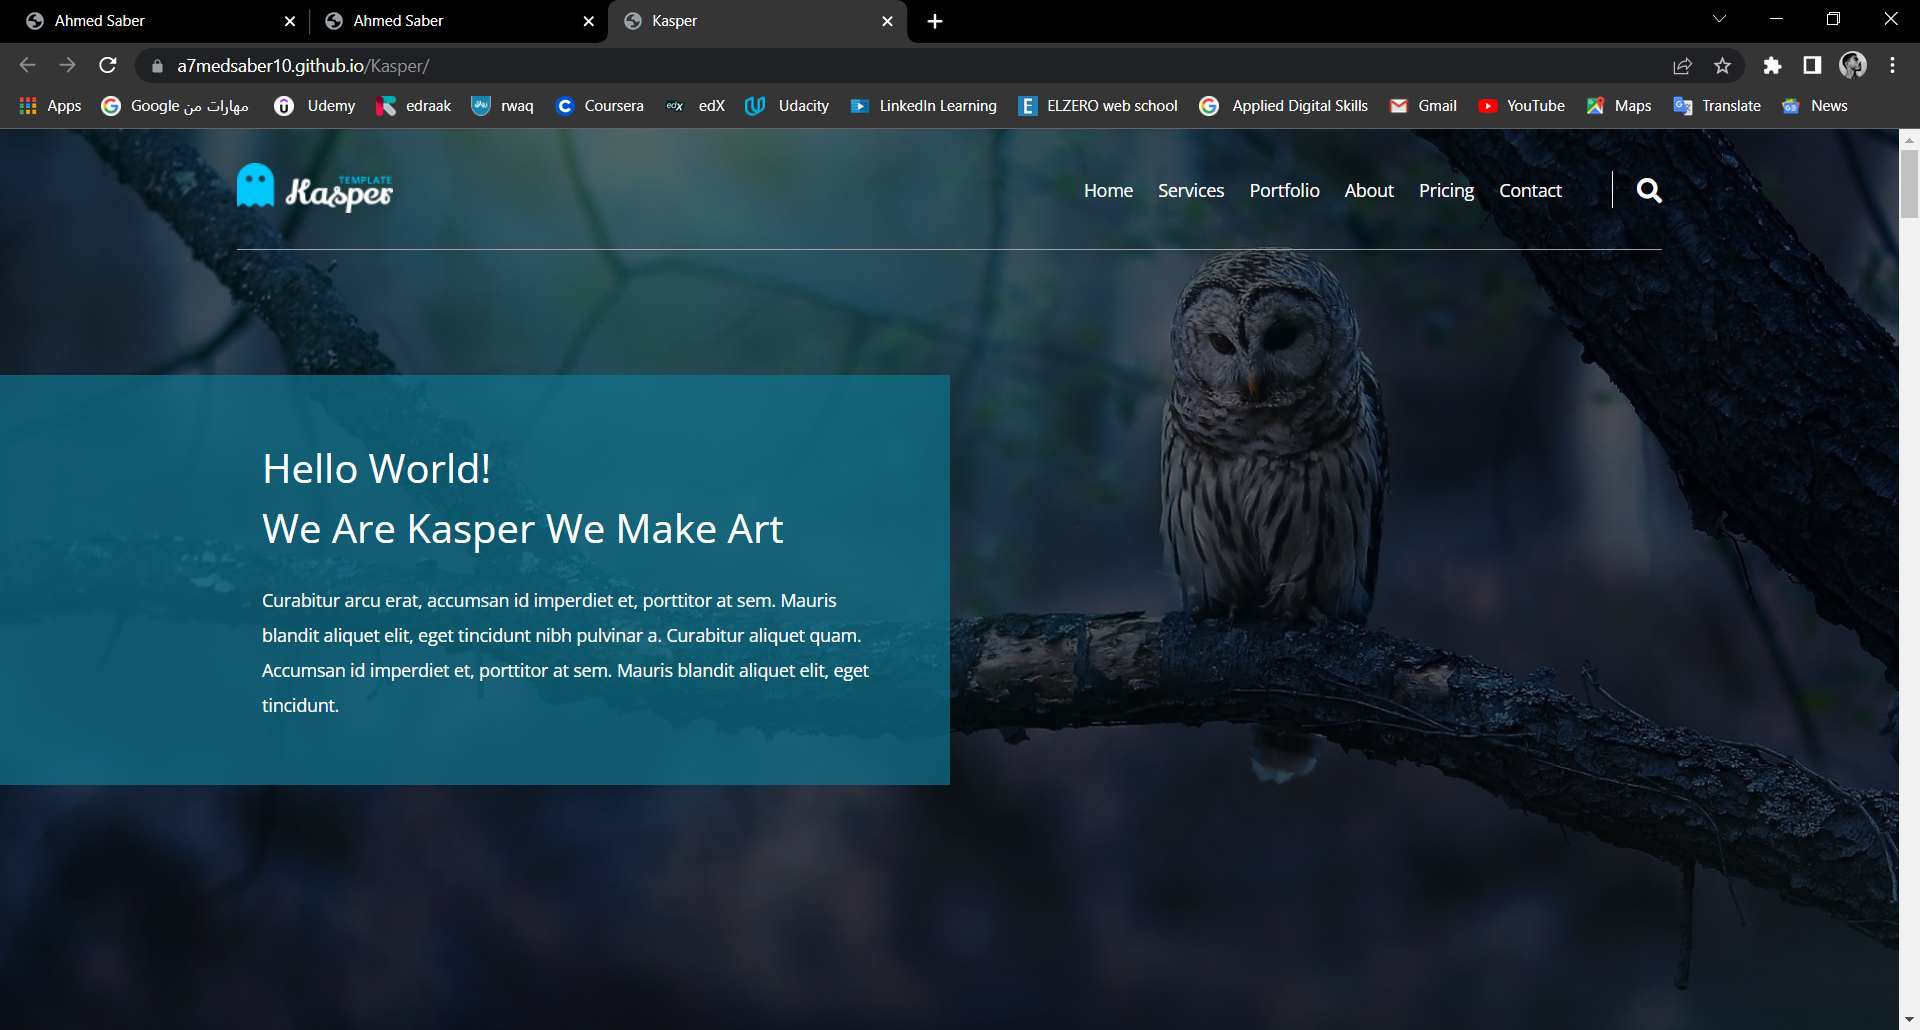 Ahmed Saber
Ahmed Saber
Kasper
a7medsaber10.github.io/Kasper/
Apps
Google مهارات من
Udemy
edraak
rwaq
Coursera
edX
edX
Udacity
LinkedIn Learning
ELZERO web school
Applied Digital Skills
Gmail
YouTube
Maps
Translate
News
TEMPLATE
Kasper
Home
Services
Portfolio
About
Pricing
Contact
Hello World!
We Are Kasper We Make Art
Curabitur arcu erat, accumsan id imperdiet et, porttitor at sem. Mauris
blandit aliquet elit, eget tincidunt nibh pulvinar a. Curabitur aliquet quam.
Accumsan id imperdiet et, porttitor at sem. Mauris blandit aliquet elit, eget
tincidunt.